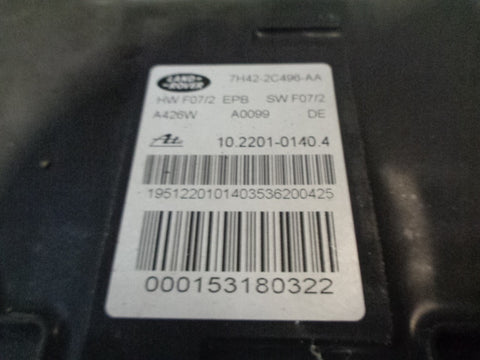 LAND ROVER
7H42-2C496-AA
HW F07/2 EPB SW F07/2
A426W A0099 DE
Ate 10.2201-0140.4
1951220101403536200425
000153180322